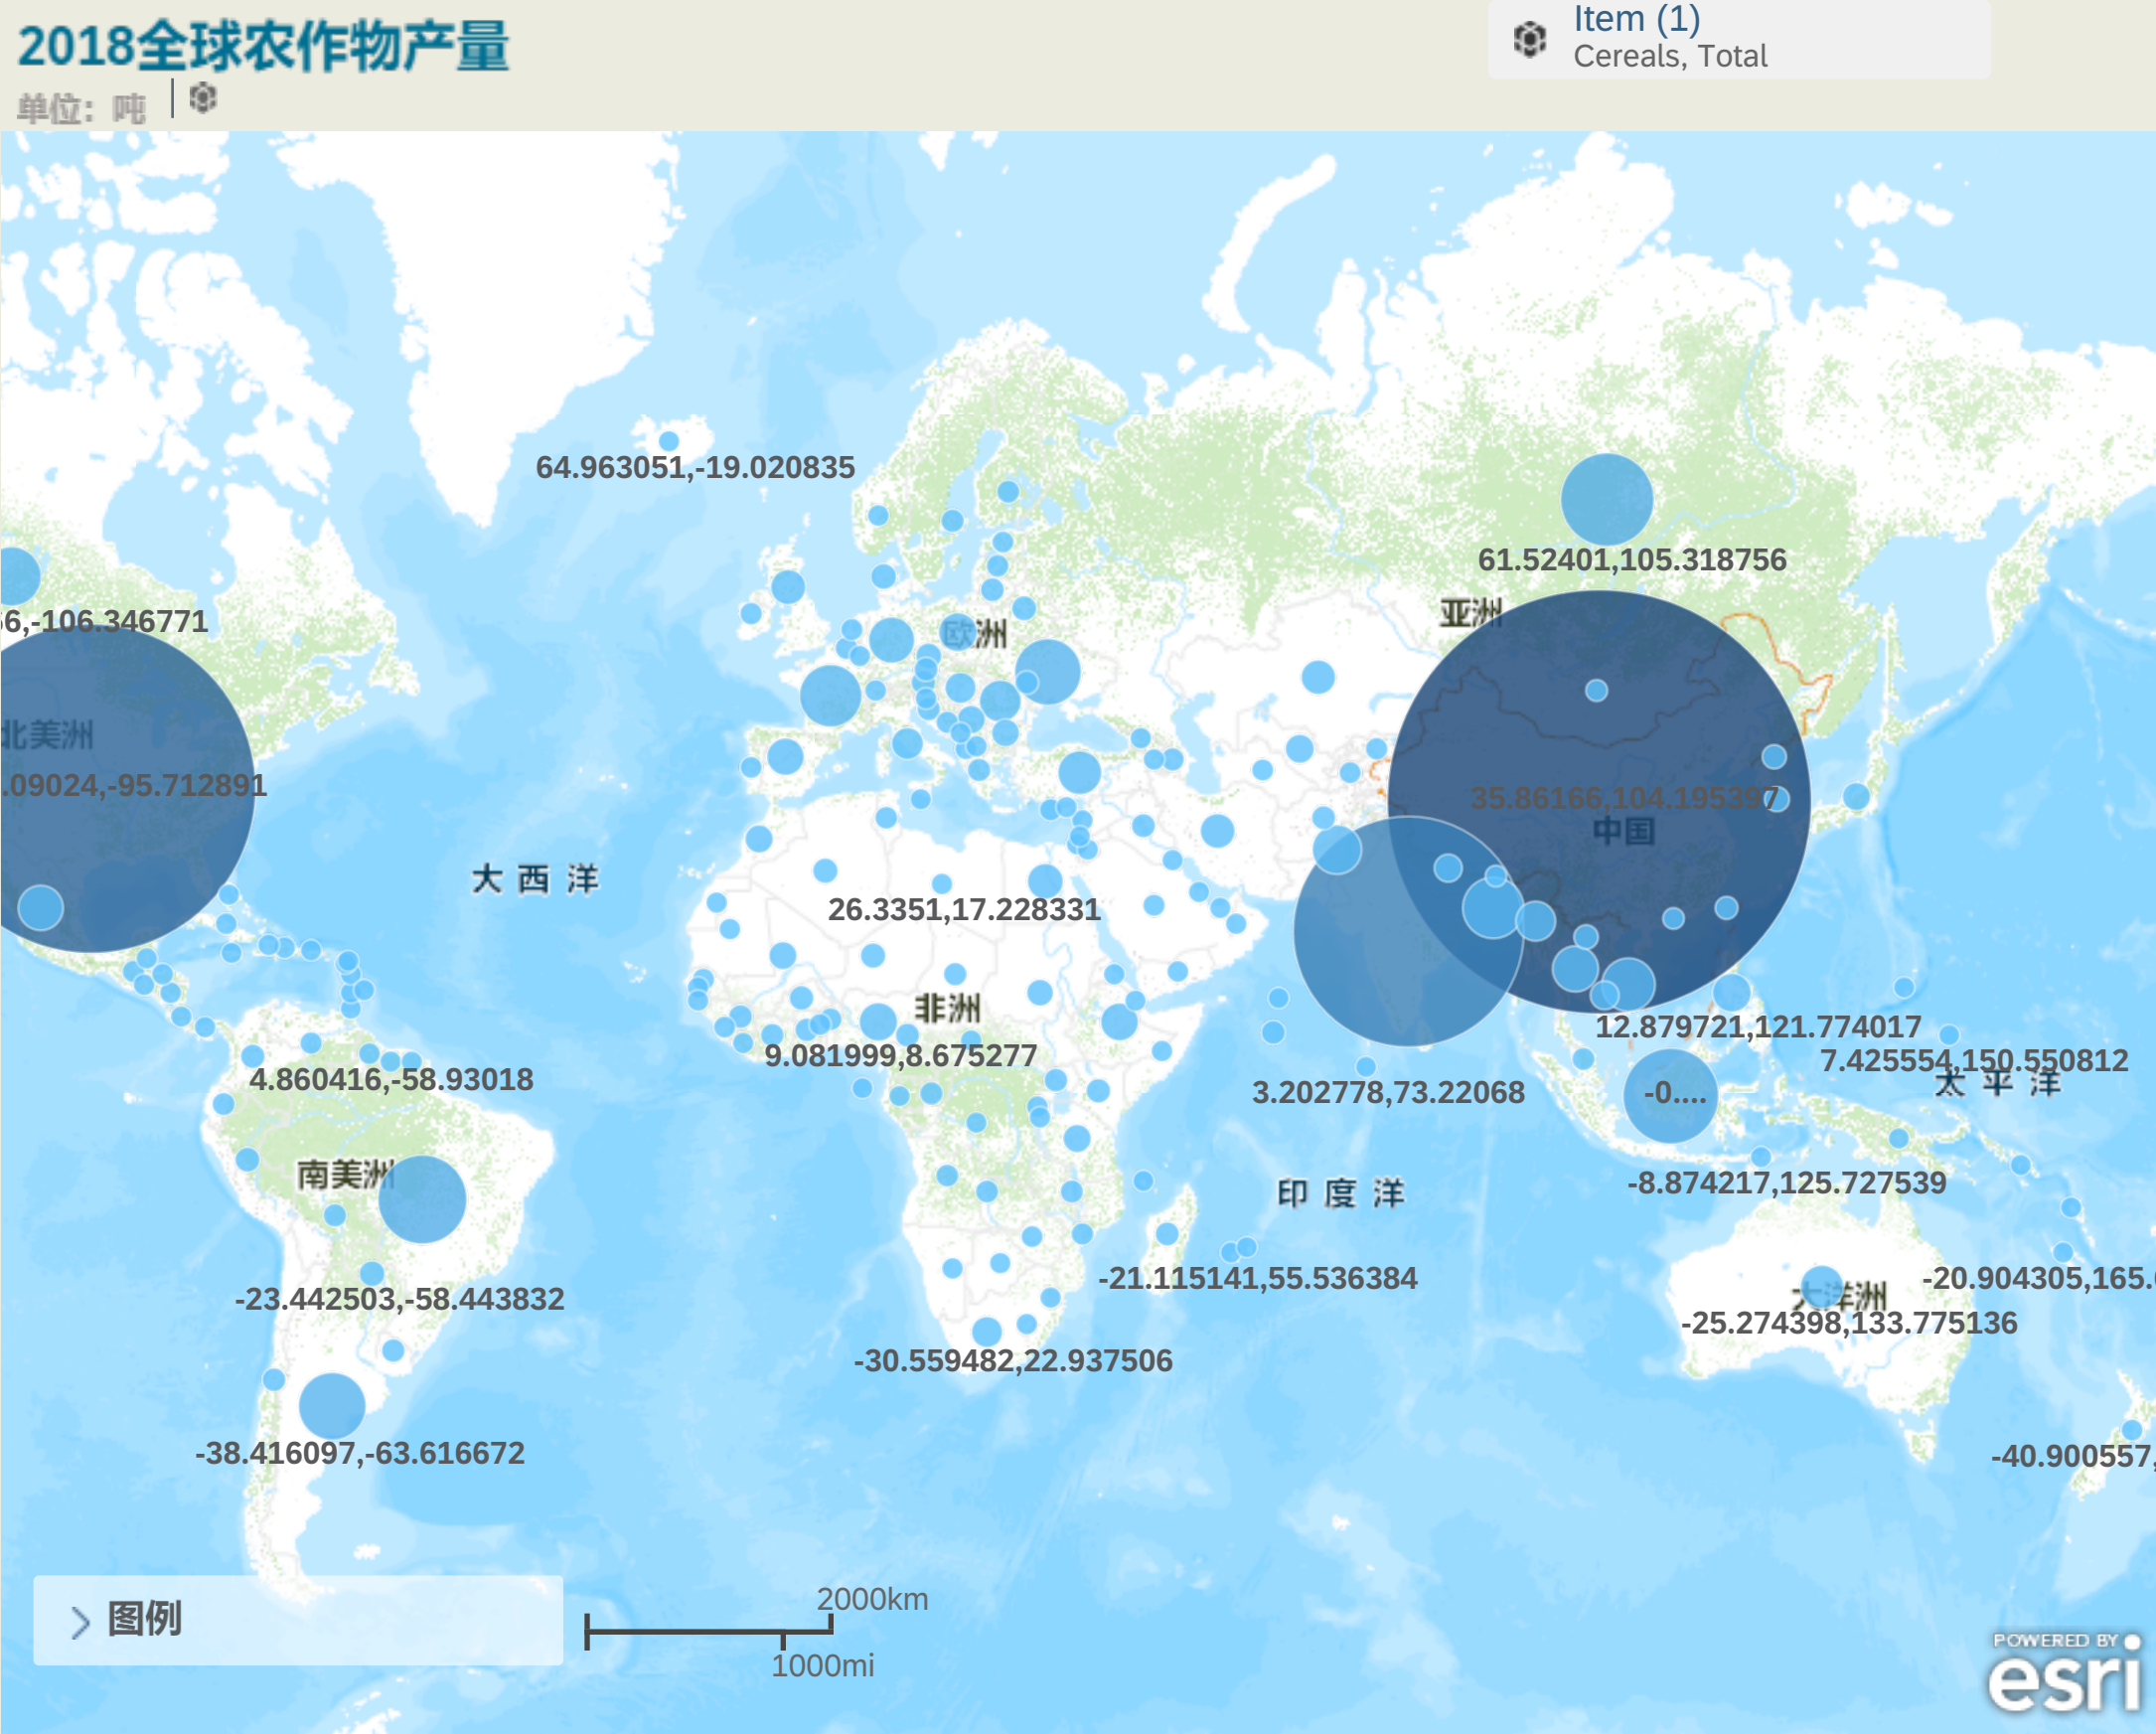 2018全球农作物产量
单位：吨
Item (1)
Cereals, Total
64.963051,-19.020835
61.52401,105.318756
亚洲
6,-106.346771
欧洲
北美洲
.09024,-95.712891
35.86166,104.195397
中国
大西洋
26.3351,17.228331
非洲
9.081999,8.675277
12.879721,121.774017
7.425554,150.550812
太平洋
4.860416,-58.93018
3.202778,73.22068
-0....
南美洲
印度洋
-8.874217,125.727539
-21.115141,55.536384
-20.904305,165.
大洋洲
-23.442503,-58.443832
-25.274398,133.775136
-30.559482,22.937506
-38.416097,-63.616672
-40.900557,
图例
2000km
1000mi
POWERED BY
esri